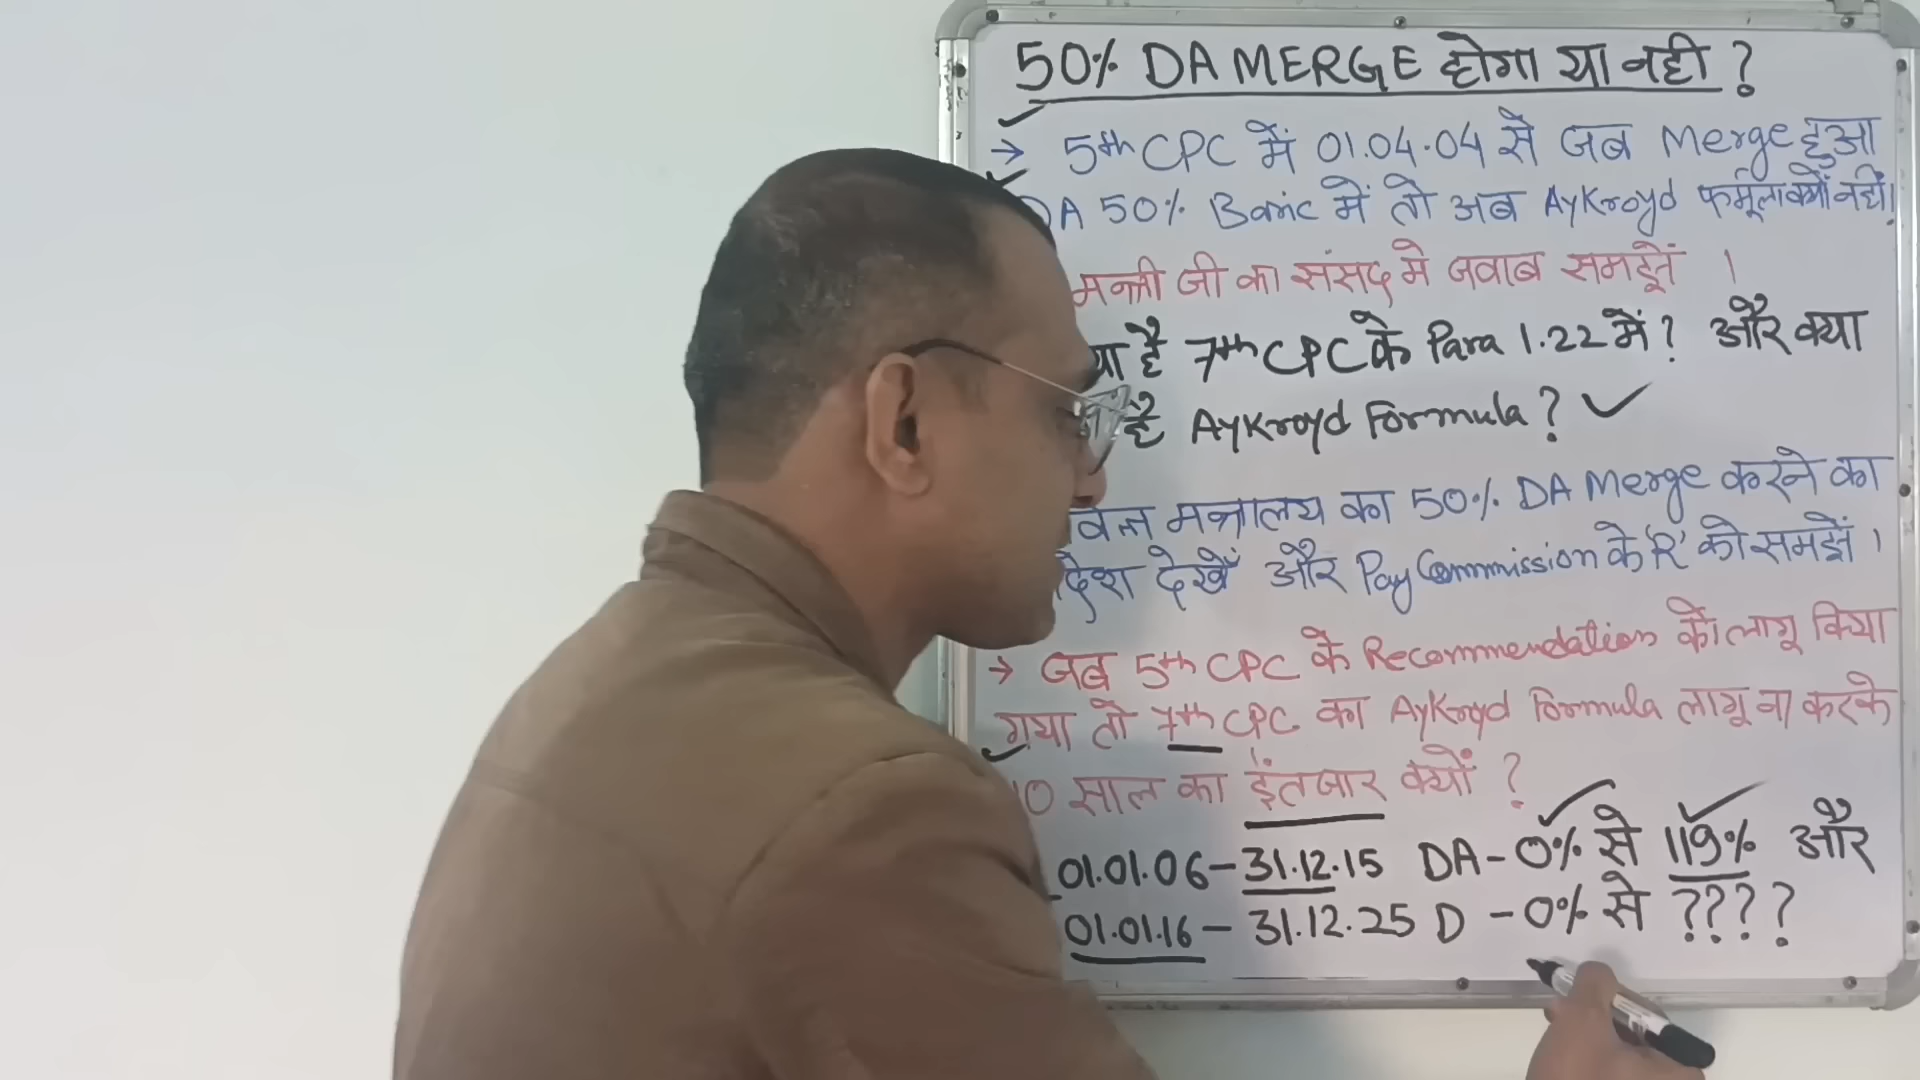 50% DA MERGE होगा या नही ?
→ 5th CPC में 01.04.04 से जब Merge हुआ
DA 50% Basic में तो अब Aykroyd फर्मूला क्यों नहीं।
मन्त्री जी का संसद मे जवाब समझें ।
या है 7th CPC के Para 1.22 में ? और क्या
है Aykroyd Formula ?
वित्त मन्त्रालय का 50% DA Merge करने का
देश देखें और Pay Commission के 'R' को समझें ।
→ जब 5th CPC के Recommendation को लागू किया
गया तो 7th CPC का Aykroyd Formula लागू ना करके
10 साल का इंतजार क्यों ?
01.01.06 – 31.12.15 DA - 0% से 119% और
01.01.16 – 31.12.25 D - 0% से ????